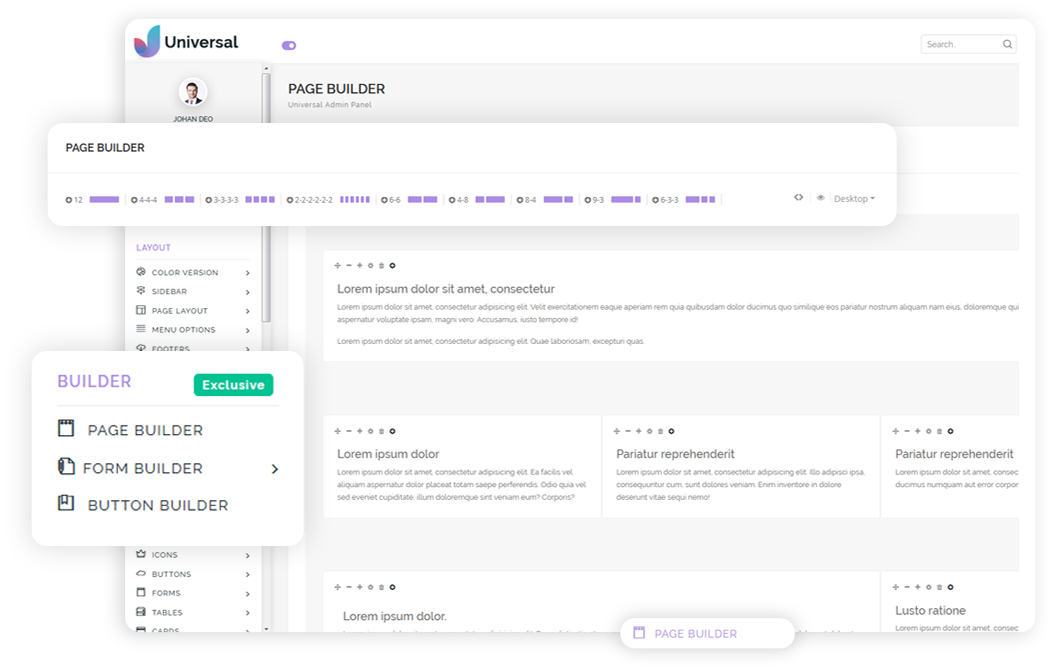 Universal
Search.
JOHAN DEO
PAGE BUILDER
Universal Admin Panel
PAGE BUILDER
12 4-4-4 3-3-3-3 2-2-2-2-2-2 6-6 4-8 8-4 9-3 6-3-3 Desktop
LAYOUT
COLOR VERSION
SIDEBAR
PAGE LAYOUT
MENU OPTIONS
FOOTERS
BUILDER Exclusive
PAGE BUILDER
FORM BUILDER
BUTTON BUILDER
ICONS
BUTTONS
FORMS
TABLES
CARDS
Lorem ipsum dolor sit amet, consectetur
Lorem ipsum dolor sit amet, consectetur adipisicing elit. Velit exercitationem eaque aperiam rem quia quibusdam dolor ducimus quo similique eos pariatur nostrum aliquam nam eius, doloremque qui
aspernatur voluptate ipsam, magni vero. Accusamus, iusto tempore id!
Lorem ipsum dolor sit amet, consectetur adipisicing elit. Quae laboriosam, excepturi quas.
Lorem ipsum dolor
Lorem ipsum dolor sit amet, consectetur adipisicing elit. Ea facilis vel
aliquam aspernatur dolor placeat totam saepe perferendis. Odio quia vel
sed eveniet cupiditate, illum doloremque sint veniam eum? Corporis?
Pariatur reprehenderit
Lorem ipsum dolor sit amet, consectetur adipisicing elit. Illo adipisci ipsa,
consequuntur cum, sunt dolores veniam. Enim inventore in dolore
deserunt vitae sequi nemo!
Pariatur reprehenderit
Lorem ipsum dolor sit amet, consec
ducimus numquam aut error corpor
Lorem ipsum dolor.
Lusto ratione
Lorem ipsum dolor sit amet, consec
PAGE BUILDER